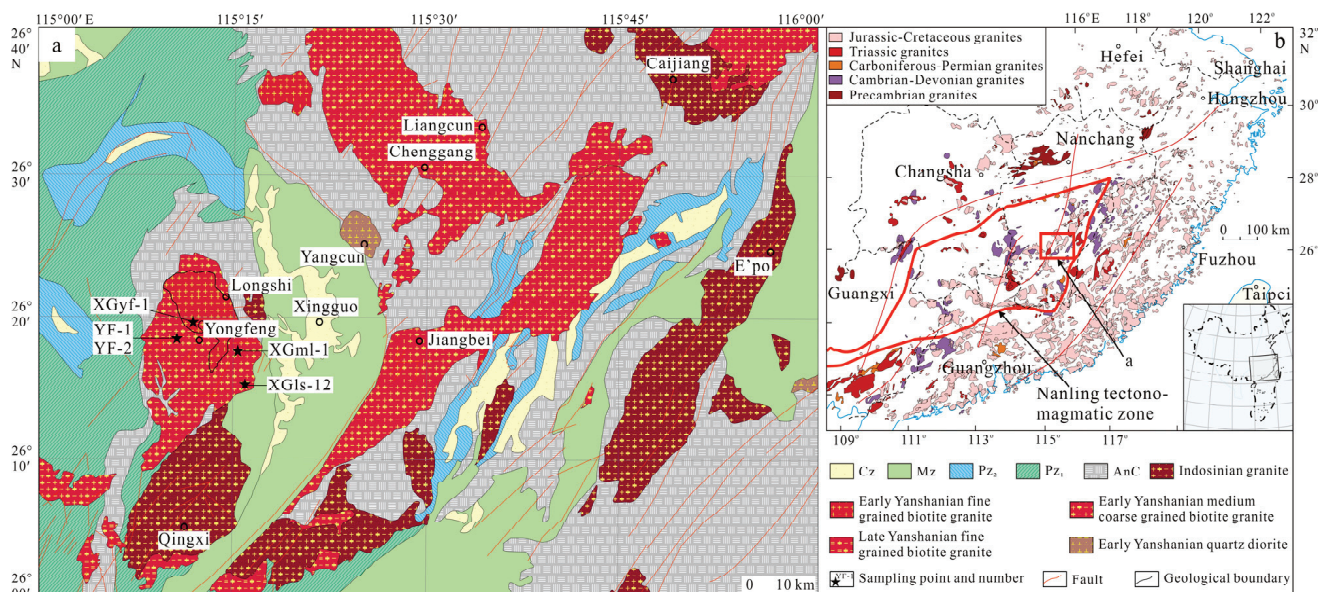 115°00′E
115°15′
115°30′
115°45′
116°00′
26°
40′
N
a
Caijiang
Liangcun
Chenggang
26°
30′
Yangcun
E'po
Longshi
XGyf-1
Xingguo
26°
20′
YF-1
Yongfeng
YF-2
Jiangbei
XGml-1
XGls-12
26°
10′
Qingxi
26°
00′
0 10 km
116°E
118°
120°
122°
Jurassic-Cretaceous granites
Triassic granites
Carboniferous-Permian granites
Cambrian-Devonian granites
Precambrian granites
b
32°
N
Hefei
Shanghai
Hangzhou
30°
Nanchang
Changsha
28°
0 100 km
26°
Fuzhou
Guangxi
Taipei
a
Guangzhou
Nanling tectono-
magmatic zone
109°
111°
113°
115°
117°
Cz
Mz
Pz₂
Pz₁
AnC
Indosinian granite
Early Yanshanian fine
grained biotite granite
Early Yanshanian medium
coarse grained biotite granite
Late Yanshanian fine
grained biotite granite
Early Yanshanian quartz diorite
YF-1
Sampling point and number
Fault
Geological boundary